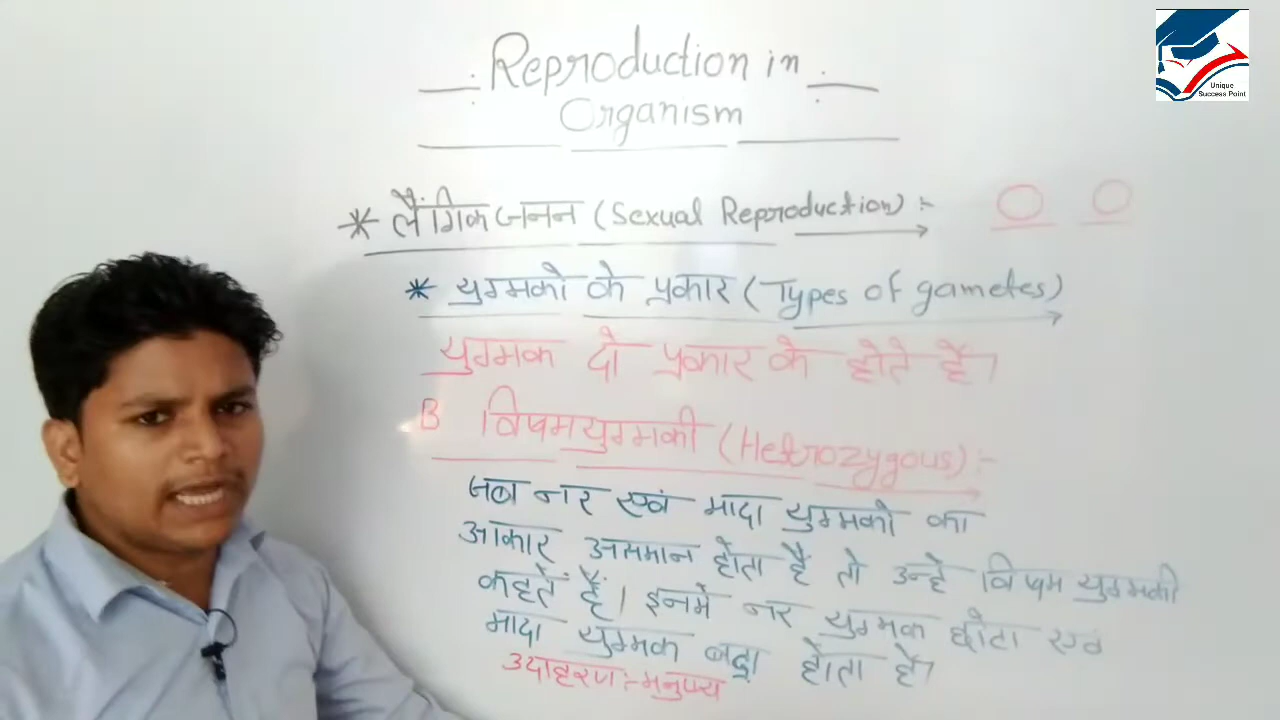 Unique
Success Point
Reproduction in
Organism
* लैंगिक जनन (Sexual Reproduction) :-
* युग्मको के प्रकार (Types of gametes)
युग्मक दो प्रकार के होते है।
B विषमयुग्मकी (Hetrozygous) :-
जब नर एवं मादा युग्मको का
आकार असमान होता है तो उन्हे विषम युग्मकी
कहते हैं। इनमे नर युग्मक छोटा एवं
मादा युग्मक बड़ा होता है।
उदाहरण :- मनुष्य